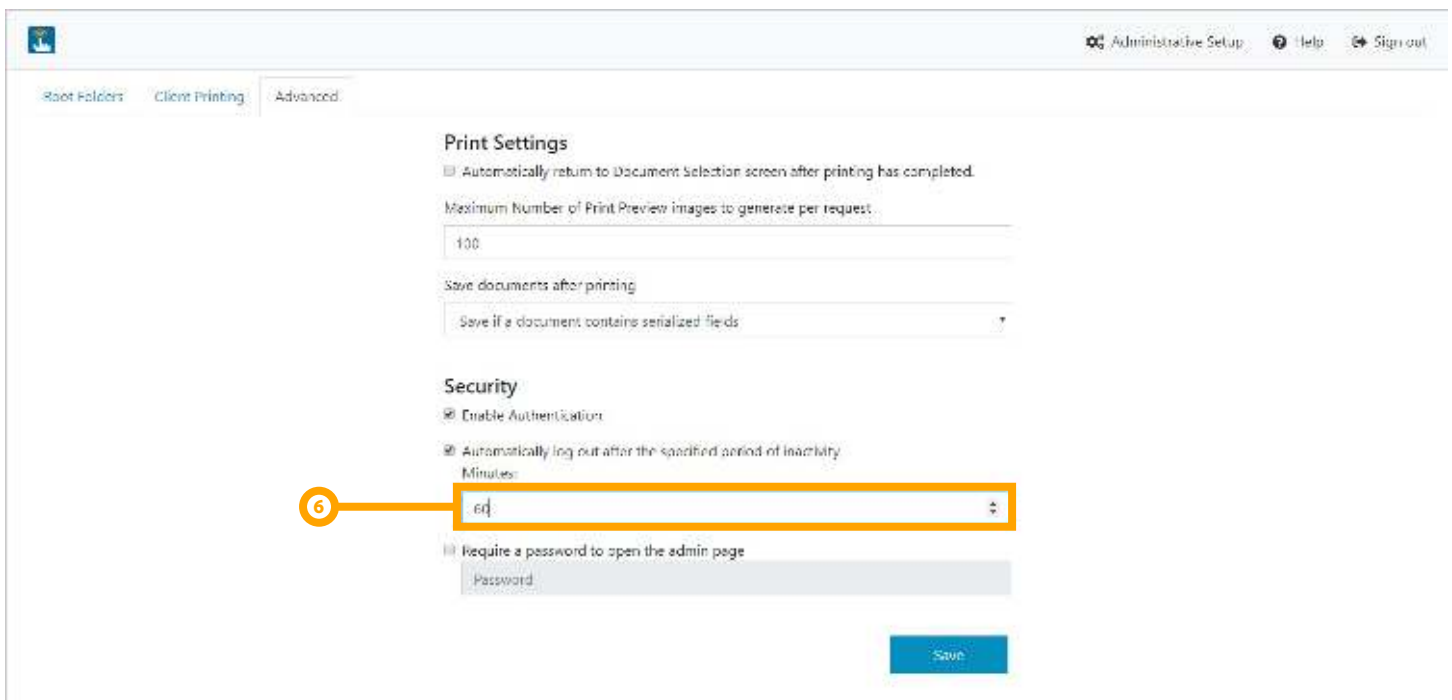 Administrative Setup Help Sign out
Root Folders Client Printing Advanced
Print Settings
Automatically return to Document Selection screen after printing has completed.
Maximum Number of Print Preview images to generate per request
100
Save documents after printing
Save if a document contains serialized fields
Security
Enable Authentication
Automatically log out after the specified period of inactivity
Minutes:
6
60
Require a password to open the admin page
Password
Save